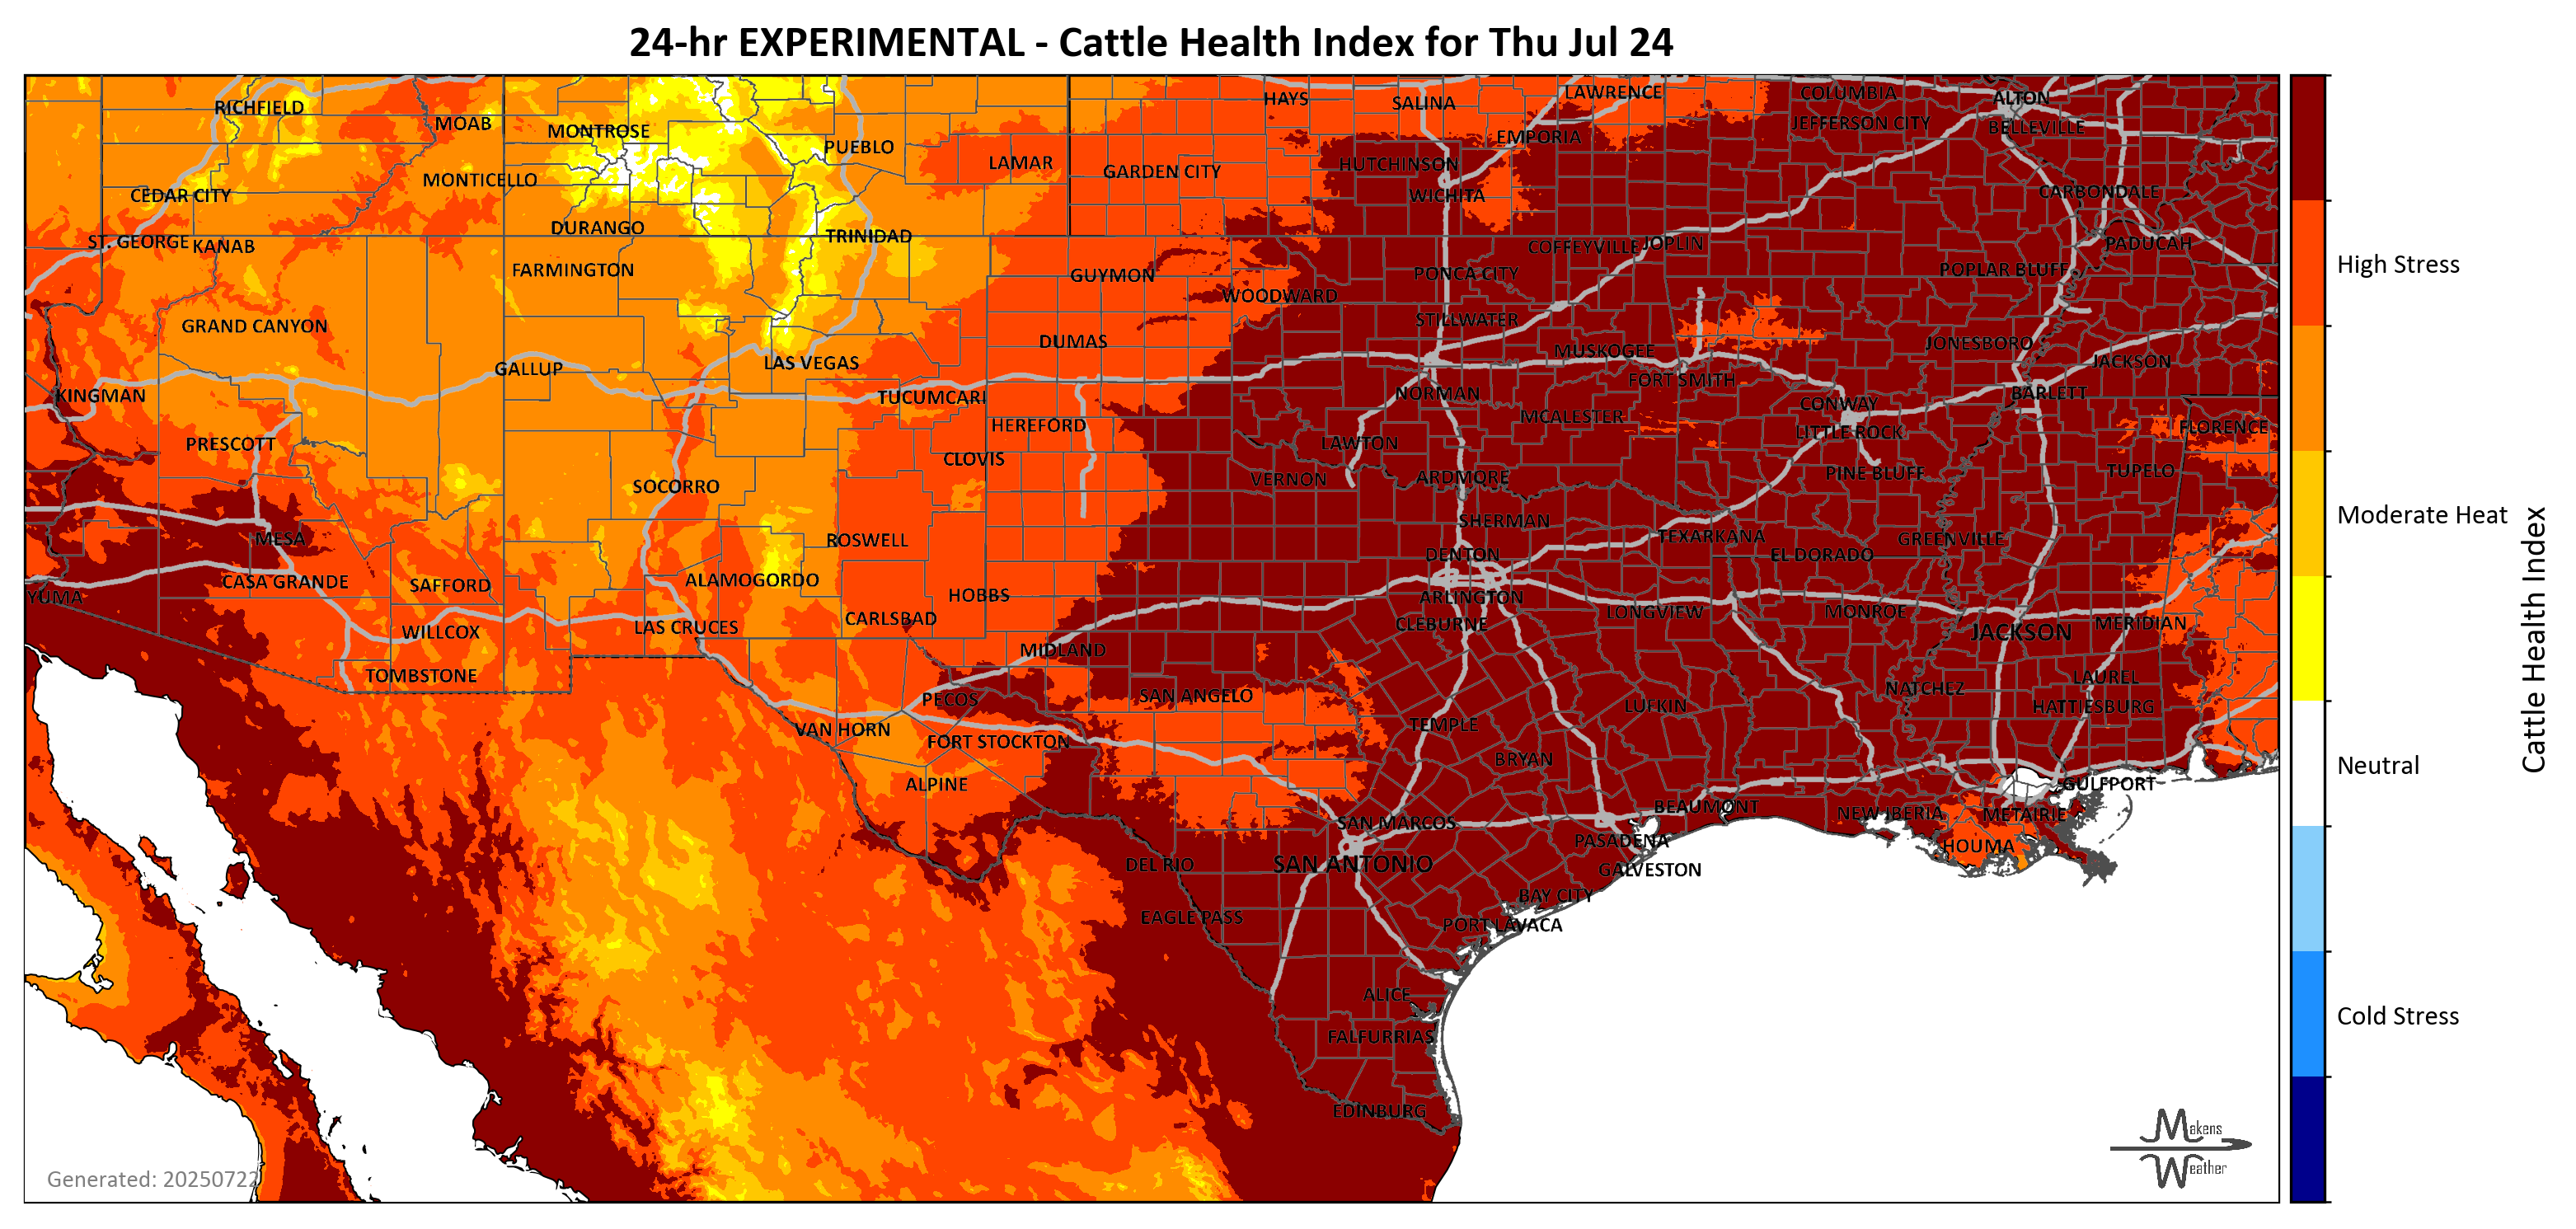 24-hr EXPERIMENTAL - Cattle Health Index for Thu Jul 24
RICHFIELD
MOAB
MONTROSE
PUEBLO
HAYS
SALINA
LAWRENCE
COLUMBIA
ALTON
JEFFERSON CITY
BELLEVILLE
EMPORIA
LAMAR
GARDEN CITY
HUTCHINSON
CEDAR CITY
MONTICELLO
WICHITA
CARBONDALE
ST. GEORGE
KANAB
DURANGO
TRINIDAD
COFFEYVILLE
JOPLIN
PADUCAH
FARMINGTON
GUYMON
PONCA CITY
POPLAR BLUFF
High Stress
WOODWARD
GRAND CANYON
STILLWATER
DUMAS
MUSKOGEE
JONESBORO
GALLUP
LAS VEGAS
FORT SMITH
JACKSON
KINGMAN
TUCUMCARI
NORMAN
CONWAY
BARLETT
HEREFORD
MCALESTER
LITTLE ROCK
FLORENCE
PRESCOTT
CLOVIS
LAWTON
PINE BLUFF
TUPELO
SOCORRO
VERNON
ARDMORE
Moderate Heat
MESA
ROSWELL
SHERMAN
TEXARKANA
GREENVILLE
DENTON
EL DORADO
CASA GRANDE
SAFFORD
ALAMOGORDO
YUMA
HOBBS
ARLINGTON
LONGVIEW
MONROE
CARLSBAD
CLEBURNE
WILLCOX
LAS CRUCES
JACKSON
MERIDIAN
MIDLAND
TOMBSTONE
PECOS
SAN ANGELO
NATCHEZ
LAUREL
LUFKIN
HATTIESBURG
VAN HORN
FORT STOCKTON
TEMPLE
BRYAN
Neutral
ALPINE
GULFPORT
BEAUMONT
NEW IBERIA
METAIRIE
SAN MARCOS
PASADENA
HOUMA
DEL RIO
SAN ANTONIO
GALVESTON
BAY CITY
EAGLE PASS
PORT LAVACA
ALICE
Cold Stress
FALFURRIAS
EDINBURG
Cattle Health Index
Makens
Weather
Generated: 20250722